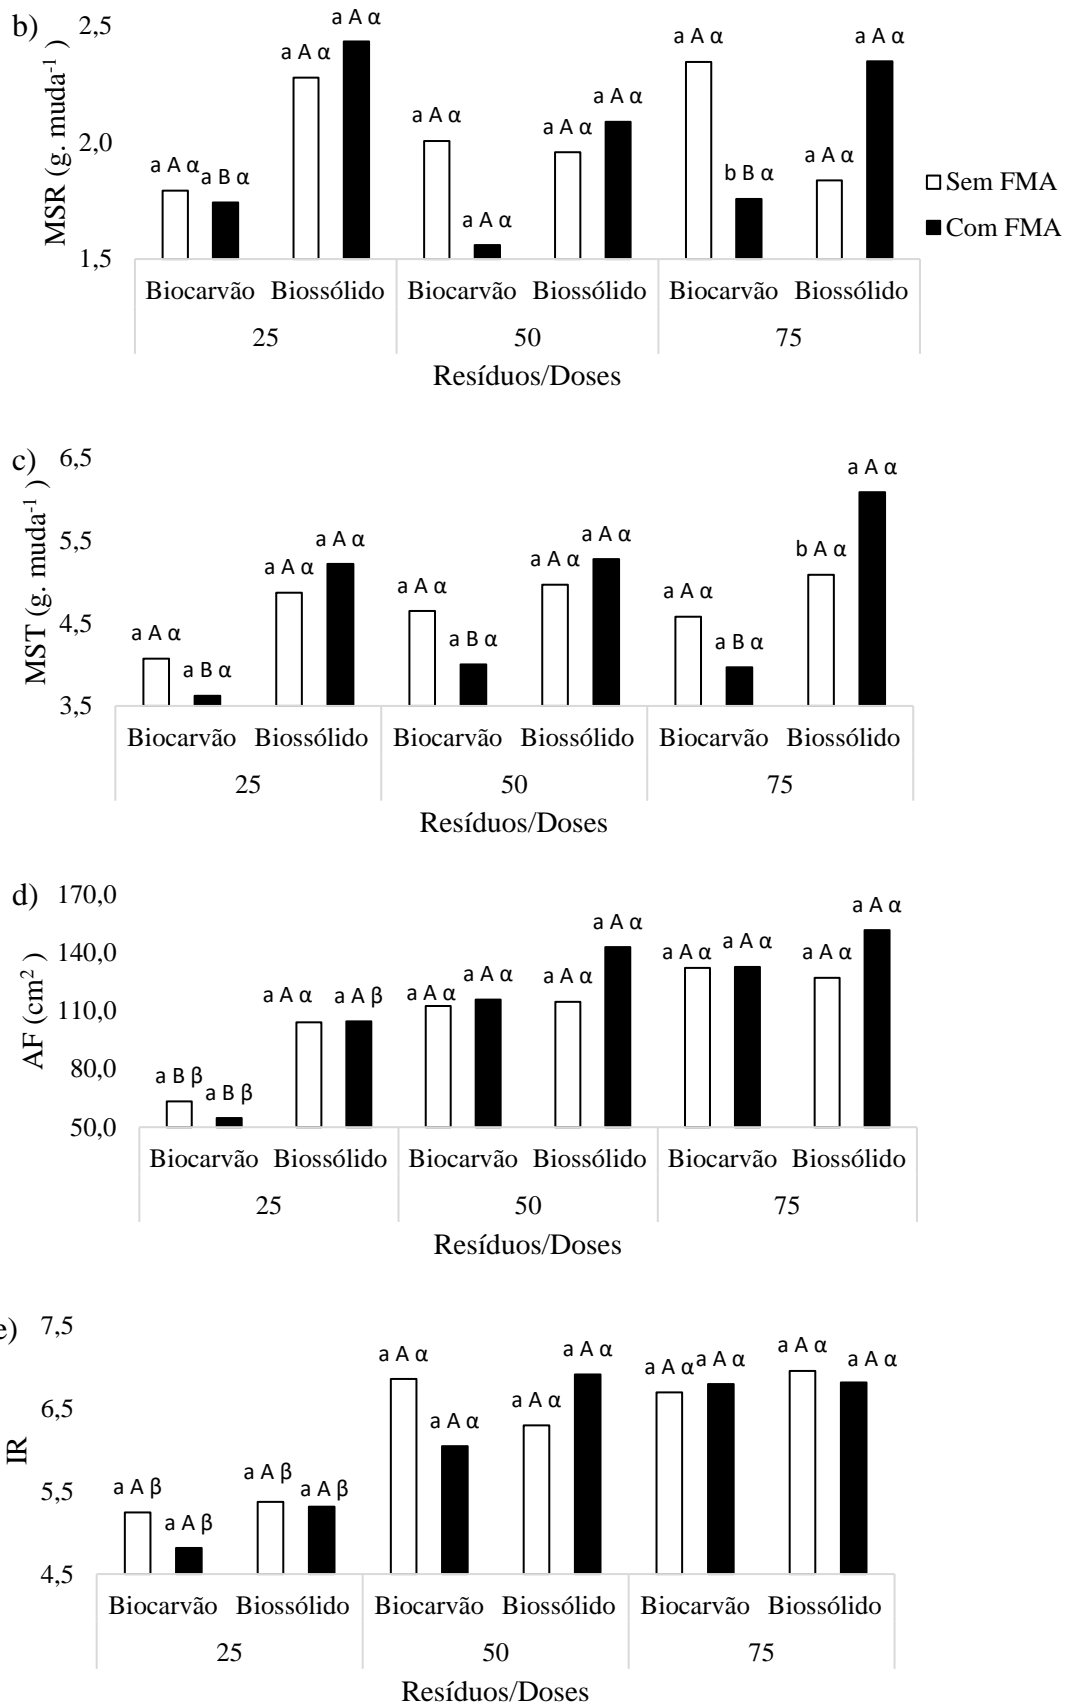 b)
MSR (g. muda⁻¹ )
2,5
2,0
1,5
a A α
a B α
a A α
a A α
a A α
a A α
a A α
a A α
a A α
b B α
a A α
a A α
Sem FMA
Com FMA
Biocarvão Biossólido Biocarvão Biossólido Biocarvão Biossólido
25 50 75
Resíduos/Doses
c)
MST (g. muda⁻¹ )
6,5
5,5
4,5
3,5
a A α
a B α
a A α
a A α
a A α
a B α
a A α
a A α
a A α
a B α
b A α
a A α
Biocarvão Biossólido Biocarvão Biossólido Biocarvão Biossólido
25 50 75
Resíduos/Doses
d)
AF (cm² )
170,0
140,0
110,0
80,0
50,0
a B β
a B β
a A α
a A β
a A α
a A α
a A α
a A α
a A α
a A α
a A α
a A α
Biocarvão Biossólido Biocarvão Biossólido Biocarvão Biossólido
25 50 75
Resíduos/Doses
e)
IR
7,5
6,5
5,5
4,5
a A β
a A β
a A β
a A β
a A α
a A α
a A α
a A α
a A α
a A α
a A α
a A α
Biocarvão Biossólido Biocarvão Biossólido Biocarvão Biossólido
25 50 75
Resíduos/Doses